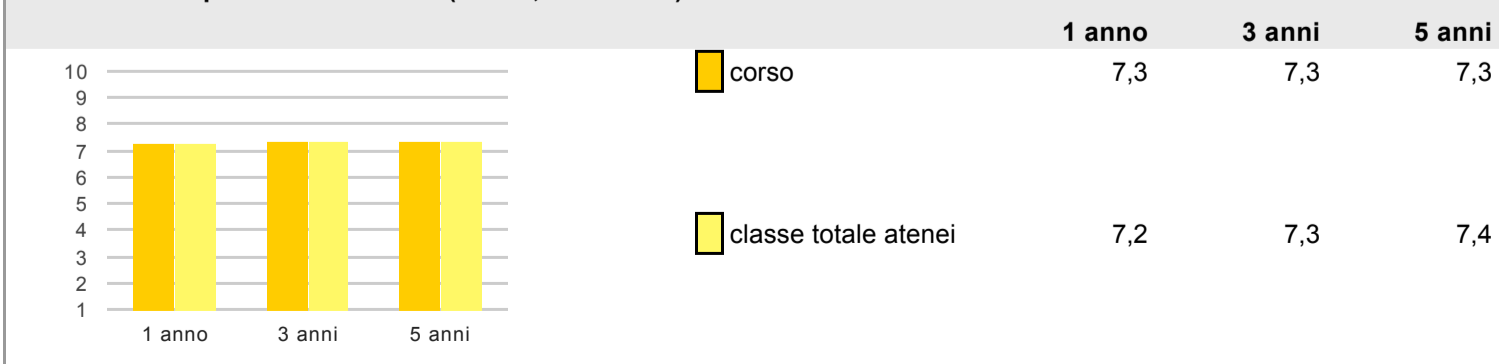 1 anno 3 anni 5 anni
10
9
8
7
6
5
4
3
2
1
1 anno 3 anni 5 anni
corso 7,3 7,3 7,3
classe totale atenei 7,2 7,3 7,4